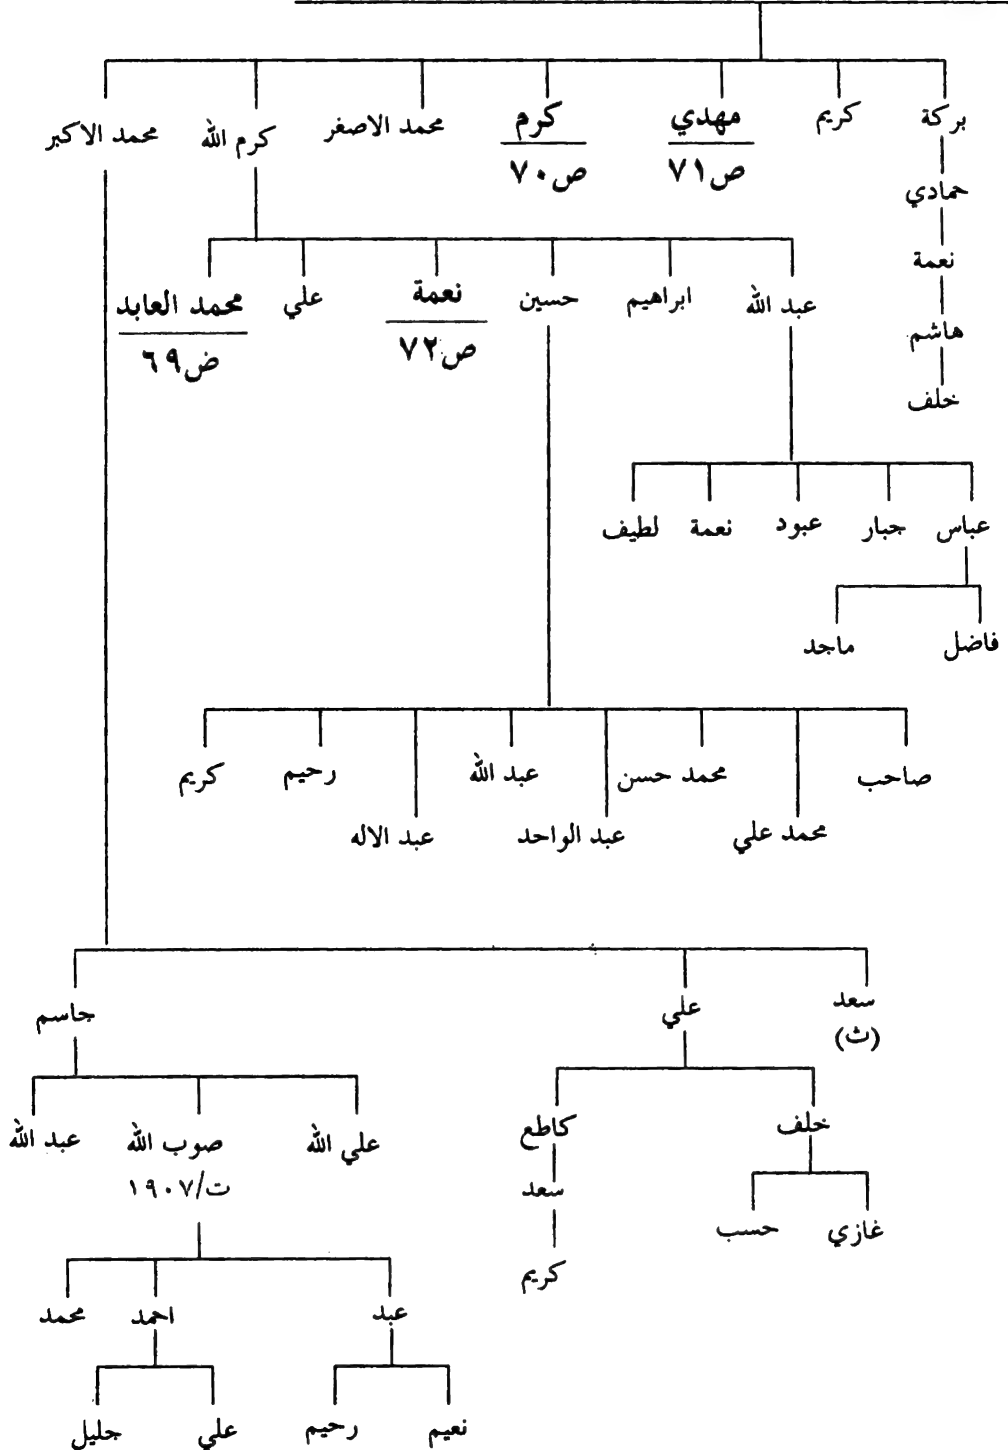 بركة كريم مهدي كرم محمد الاصغر كرم الله محمد الاكبر
ص٧١ ص٧٠
حمادي
نعمة
عبد الله ابراهيم حسين نعمة علي محمد العابد
هاشم
ص٧٢ ض٦٩
خلف
عباس جبار عبود نعمة لطيف
فاضل ماجد
صاحب محمد حسن عبد الله رحيم كريم
محمد علي عبد الواحد عبد الاله
سعد علي جاسم
(ث)
خلف كاطع علي الله صوب الله عبد الله
سعد ت/١٩٠٧
غازي حسب
كريم
عبد احمد محمد
نعيم رحيم علي جليل